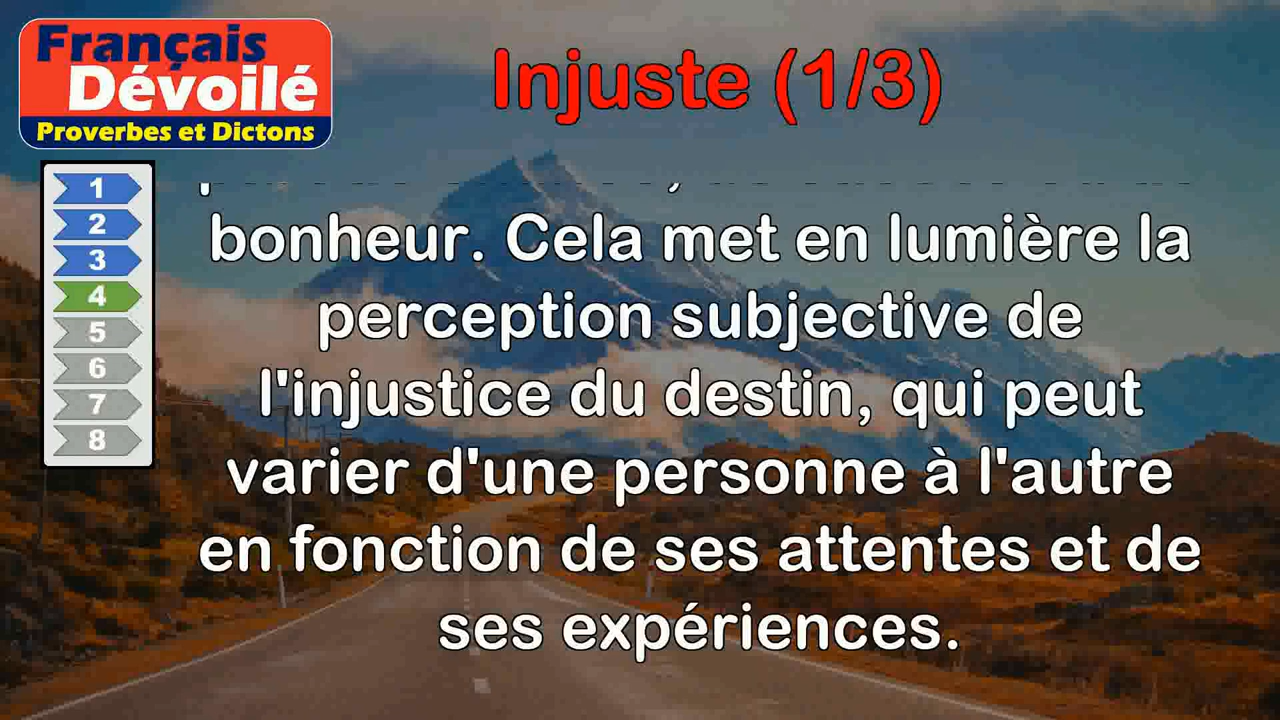 Français
Dévoilé
Proverbes et Dictons
Injuste (1/3)
1
2
3
4
5
6
7
8
bonheur. Cela met en lumière la
perception subjective de
l'injustice du destin, qui peut
varier d'une personne à l'autre
en fonction de ses attentes et de
ses expériences.